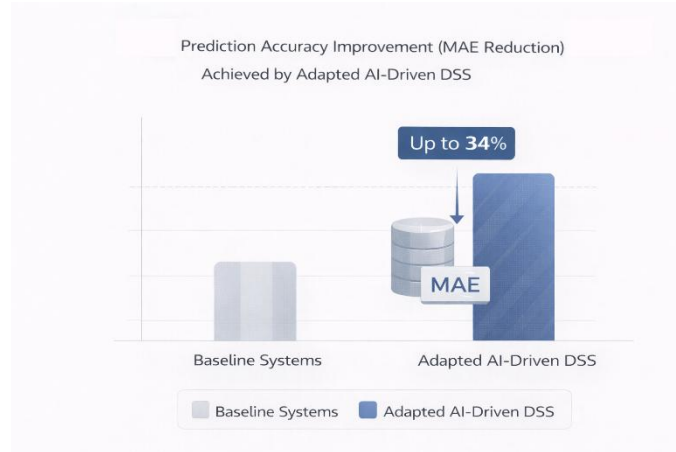 Prediction Accuracy Improvement (MAE Reduction)
Achieved by Adapted AI-Driven DSS
Up to 34%
MAE
Baseline Systems
Adapted AI-Driven DSS
Baseline Systems
Adapted AI-Driven DSS